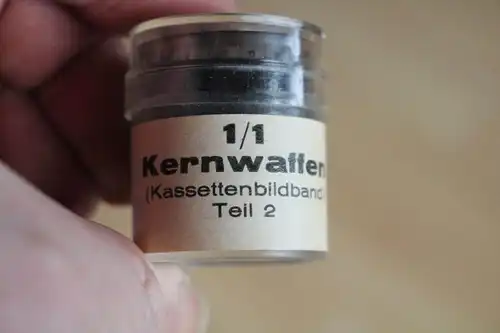 1/1
Kernwaffen
(Kassettenbildband
Teil 2